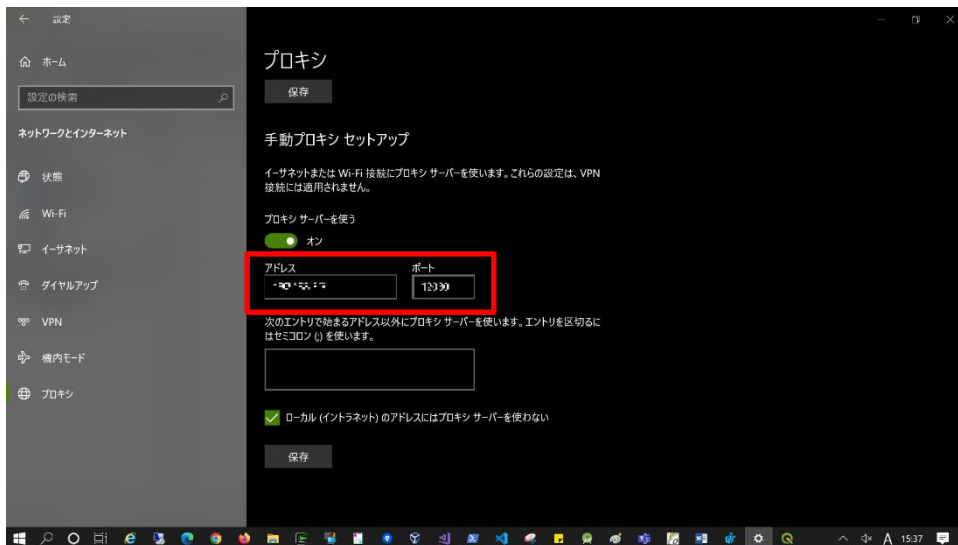 設定
ホーム
設定の検索
ネットワークとインターネット
状態
Wi-Fi
イーサネット
ダイヤルアップ
VPN
機内モード
プロキシ
プロキシ
保存
手動プロキシ セットアップ
イーサネットまたは Wi-Fi 接続にプロキシ サーバーを使います。これらの設定は、VPN
接続には適用されません。
プロキシ サーバーを使う
オン
アドレス ポート
次のエントリで始まるアドレス以外にプロキシ サーバーを使います。エントリを区切るに
はセミコロン (;) を使います。
ローカル (イントラネット) のアドレスにはプロキシ サーバーを使わない
保存
A 15:37